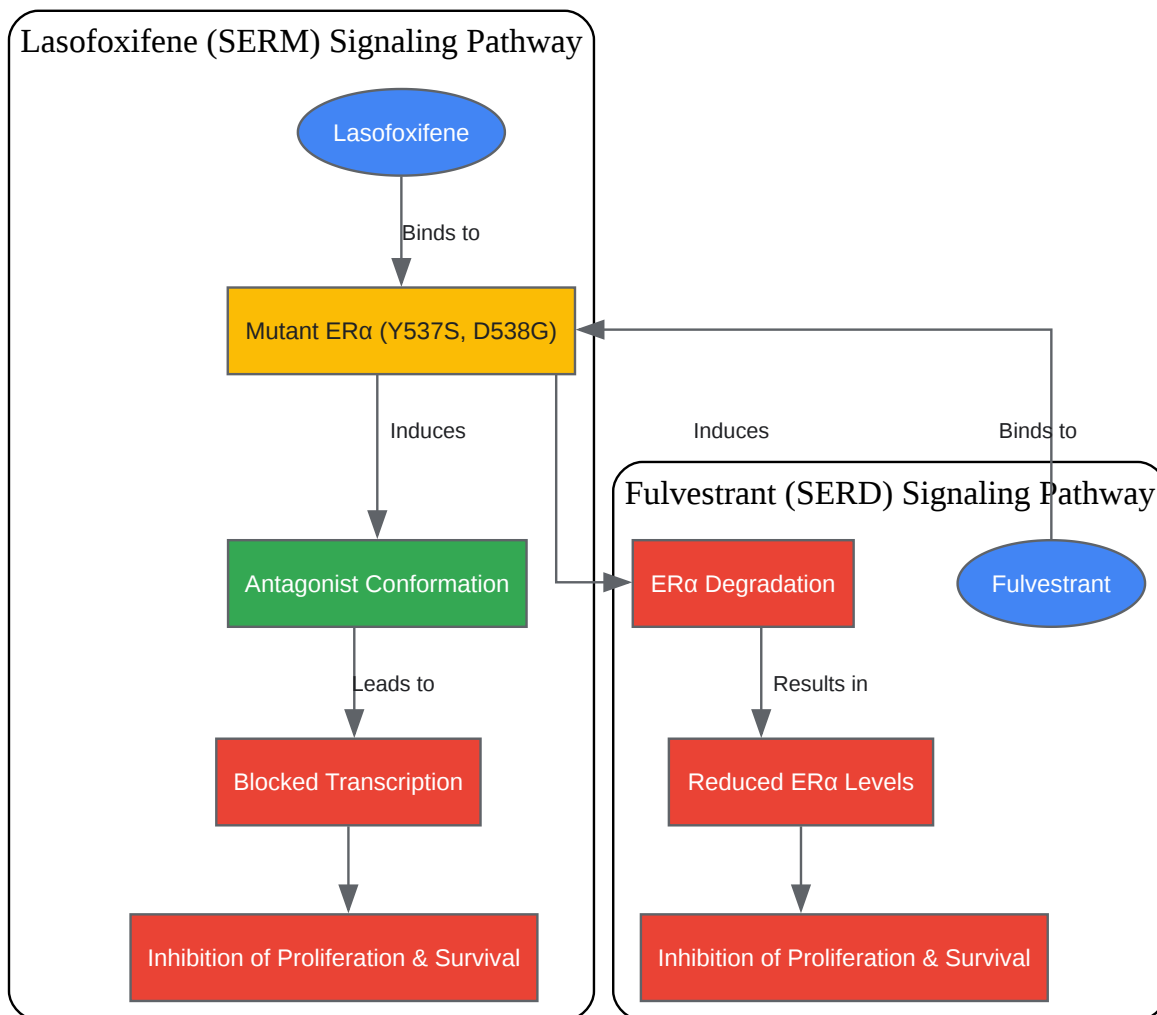 Lasofoxifene (SERM) Signaling Pathway
Lasofoxifene
Binds to
Mutant ERα (Y537S, D538G)
Induces
Antagonist Conformation
Leads to
Blocked Transcription
Inhibition of Proliferation & Survival
Induces
Binds to
Fulvestrant (SERD) Signaling Pathway
ERα Degradation
Fulvestrant
Results in
Reduced ERα Levels
Inhibition of Proliferation & Survival